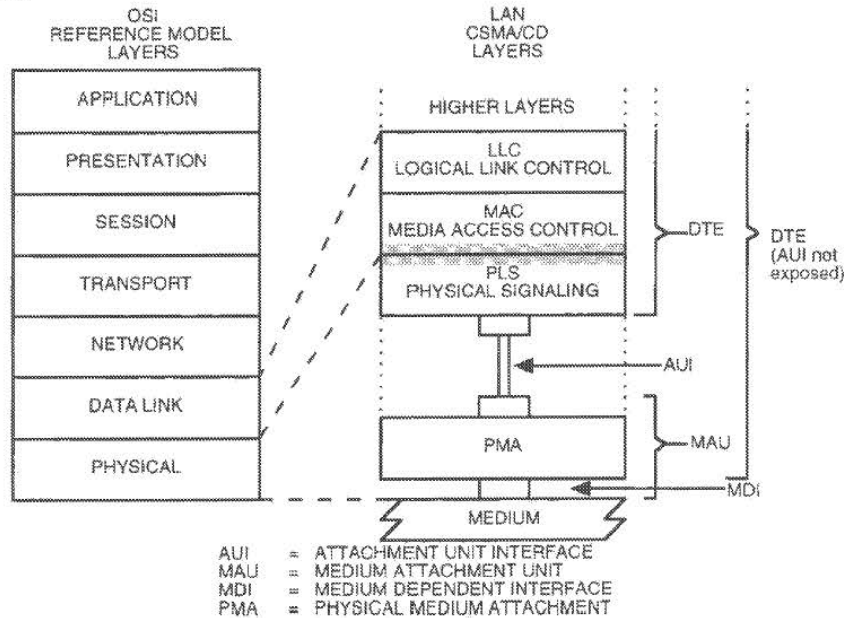 OSI
REFERENCE MODEL
LAYERS
APPLICATION
PRESENTATION
SESSION
TRANSPORT
NETWORK
DATA LINK
PHYSICAL
LAN
CSMA/CD
LAYERS
HIGHER LAYERS
LLC
LOGICAL LINK CONTROL
MAC
MEDIA ACCESS CONTROL
PLS
PHYSICAL SIGNALING
DTE
DTE
(AUI not
exposed)
AUI
PMA
MAU
MDI
MEDIUM
AUI = ATTACHMENT UNIT INTERFACE
MAU = MEDIUM ATTACHMENT UNIT
MDI = MEDIUM DEPENDENT INTERFACE
PMA = PHYSICAL MEDIUM ATTACHMENT